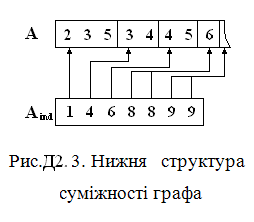 A 2 3 5 3 4 4 5 6
Aind 1 4 6 8 8 9 9
Рис.Д2. 3. Нижня структура
суміжності графа